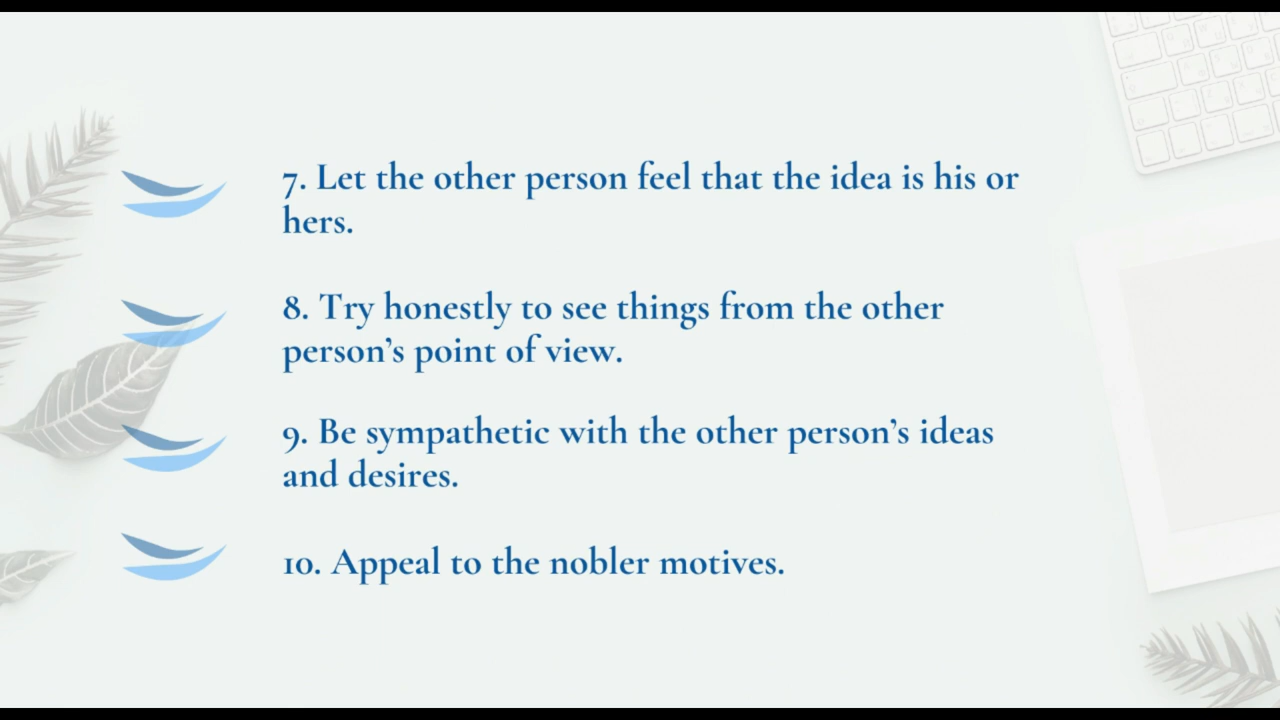 7. Let the other person feel that the idea is his or
hers.
8. Try honestly to see things from the other
person’s point of view.
9. Be sympathetic with the other person’s ideas
and desires.
10. Appeal to the nobler motives.